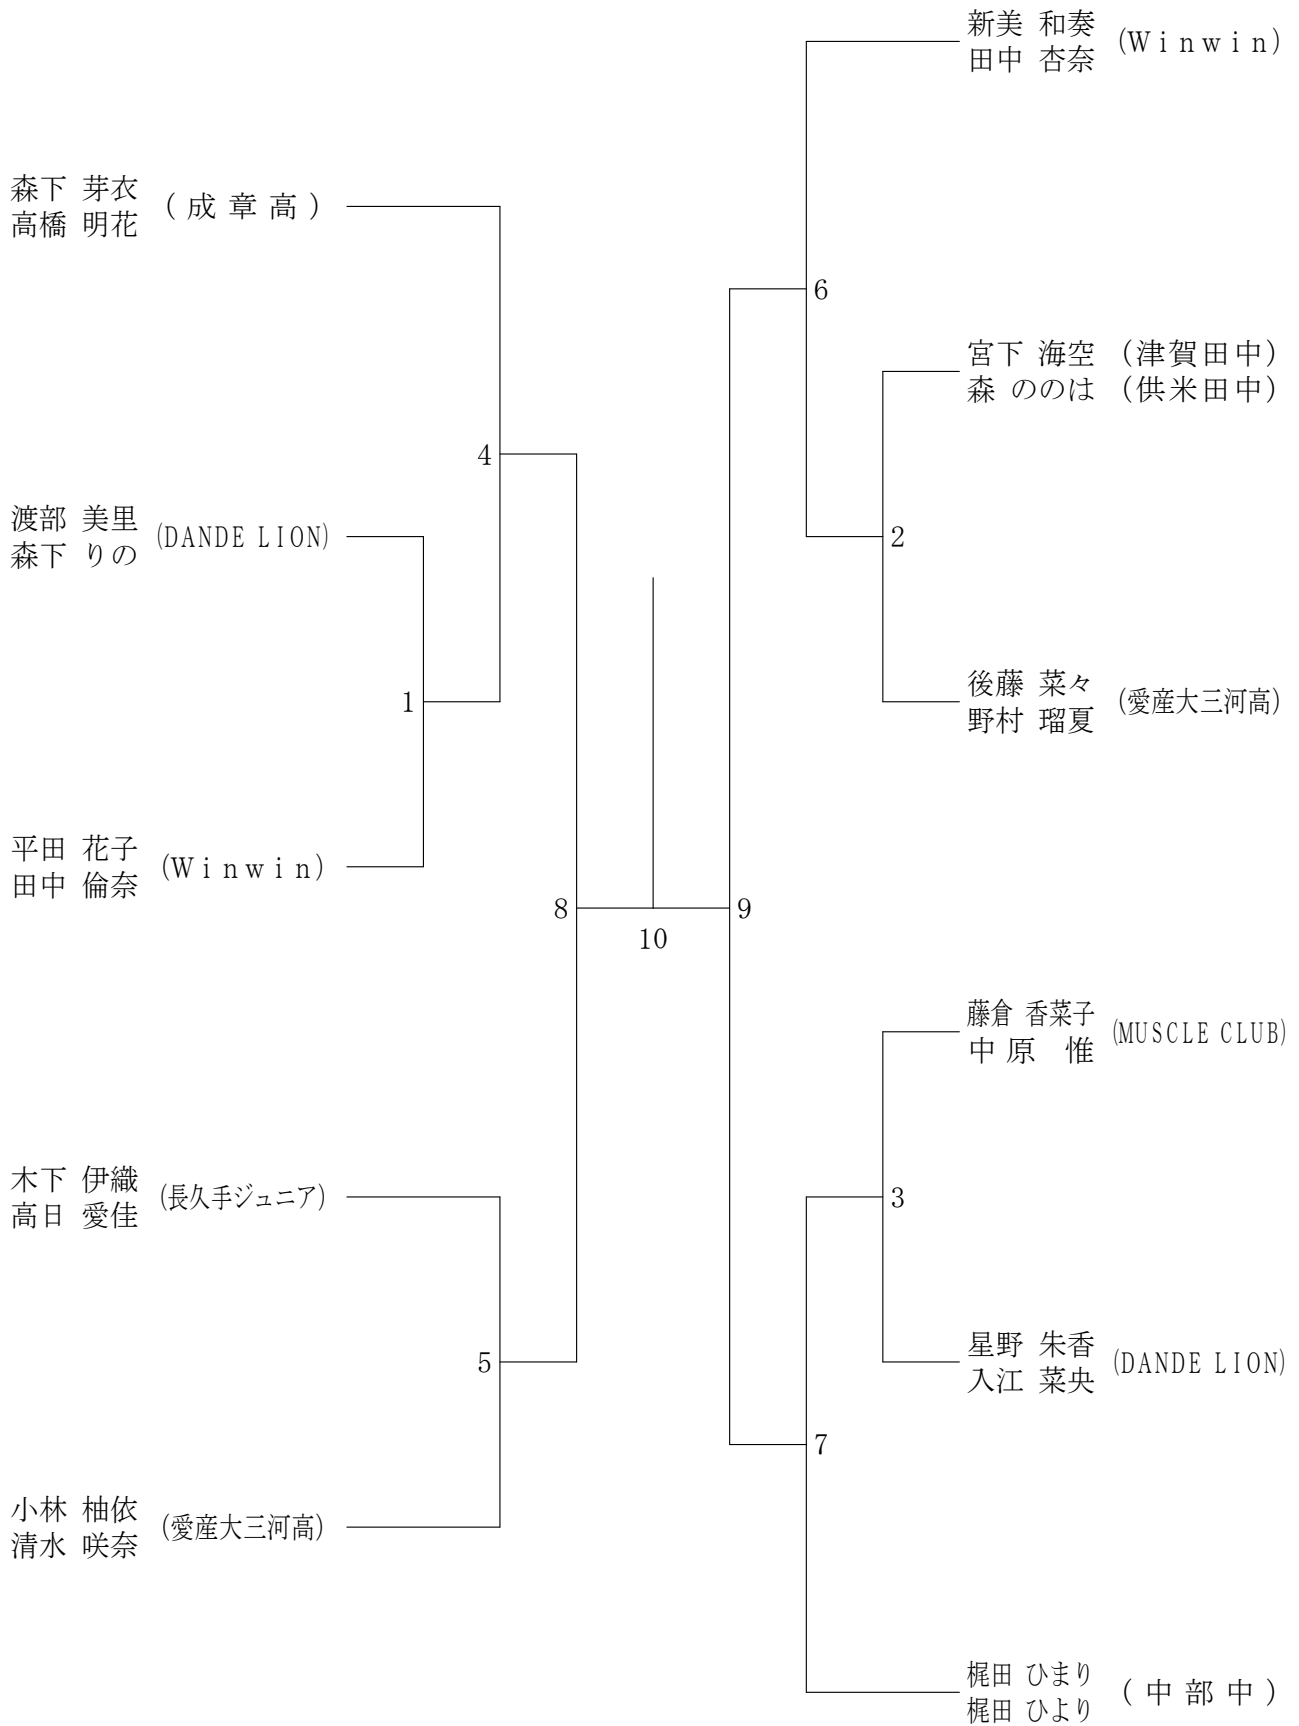 森下 芽衣
高橋 明花
(成章高)
4
渡部 美里
森下 りの
(DANDE LION)
1
平田 花子
田中 倫奈
(Winwin)
8
木下 伊織
高日 愛佳
(長久手ジュニア)
5
小林 柚依
清水 咲奈
(愛産大三河高)
10
新美 和奏
田中 杏奈
(Winwin)
6
宮下 海空 (津賀田中)
森 ののは (供米田中)
2
後藤 菜々
野村 瑠夏
(愛産大三河高)
9
藤倉 香菜子
中原 惟
(MUSCLE CLUB)
3
星野 朱香
入江 菜央
(DANDE LION)
7
梶田 ひまり
梶田 ひより
(中部中)